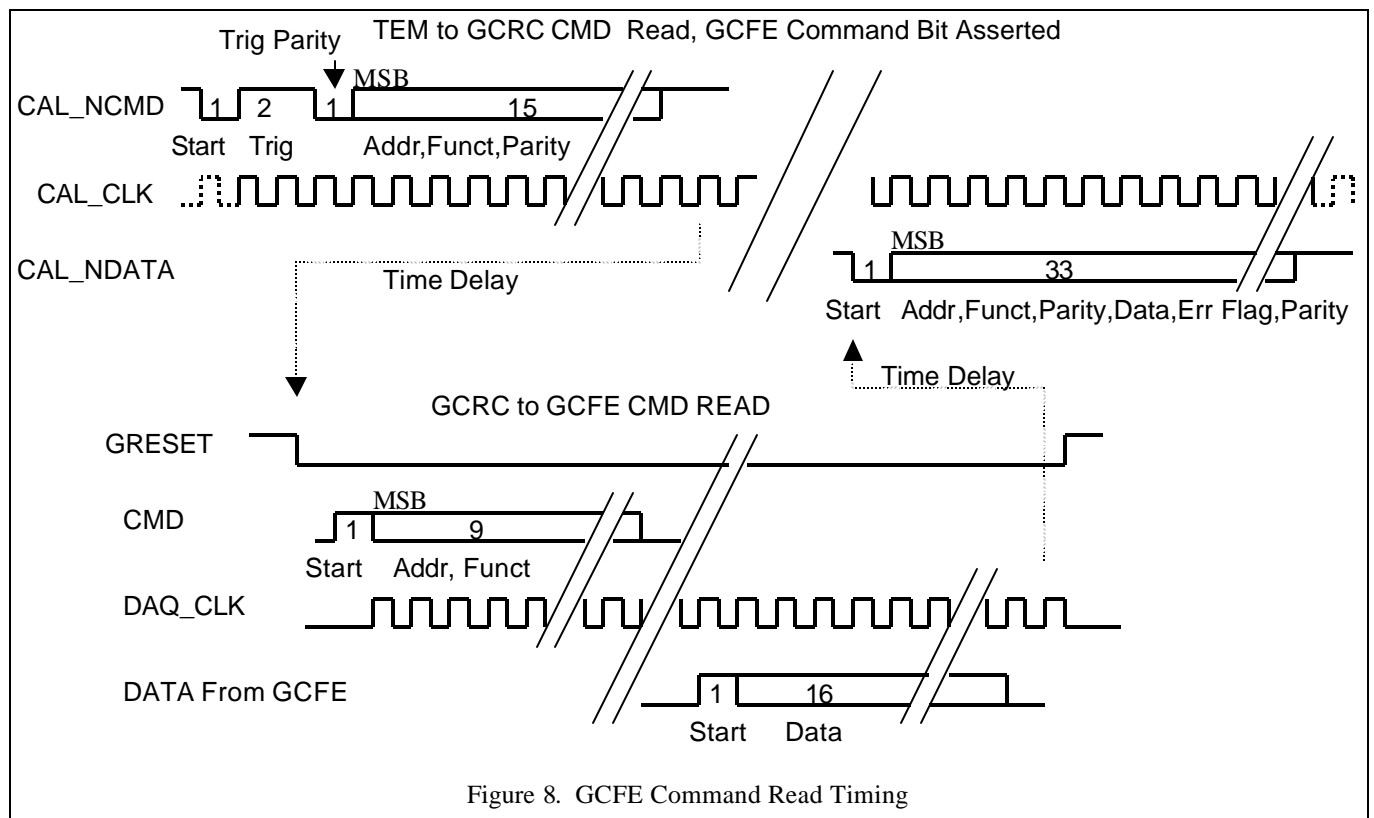 TEM to GCRC CMD Read, GCFE Command Bit Asserted
Trig Parity
MSB
CAL_NCMD
1 2 1 15
Start Trig Addr,Funct,Parity
CAL_CLK
MSB
CAL_NDATA
1 33
Time Delay
Start Addr,Funct,Parity,Data,Err Flag,Parity
Time Delay
GCRC to GCFE CMD READ
GRESET
MSB
CMD
1 9
Start Addr, Funct
DAQ_CLK
DATA From GCFE
1 16
Start Data
Figure 8. GCFE Command Read Timing